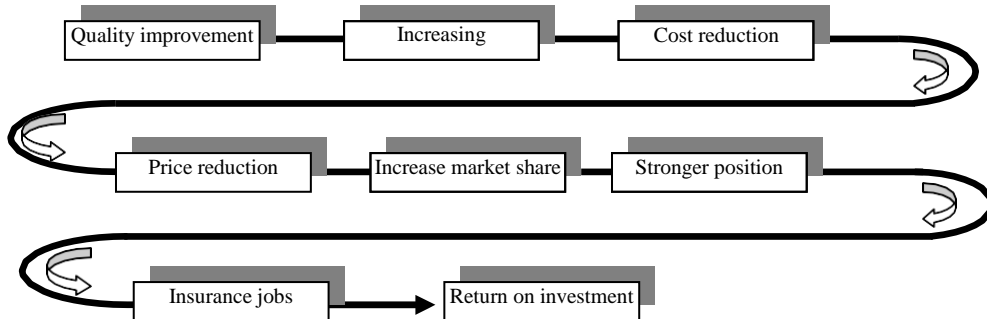 Quality improvement
Increasing
Cost reduction
Price reduction
Increase market share
Stronger position
Insurance jobs
Return on investment